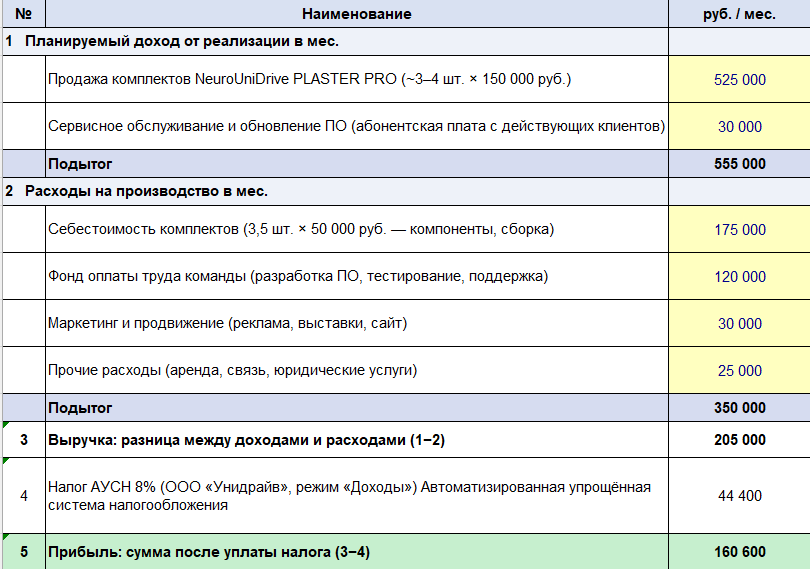 № Наименование руб. / мес.
1 Планируемый доход от реализации в мес.
Продажа комплектов NeuroUniDrive PLASTER PRO (~3–4 шт. × 150 000 руб.) 525 000
Сервисное обслуживание и обновление ПО (абонентская плата с действующих клиентов) 30 000
Подытог 555 000
2 Расходы на производство в мес.
Себестоимость комплектов (3,5 шт. × 50 000 руб. — компоненты, сборка) 175 000
Фонд оплаты труда команды (разработка ПО, тестирование, поддержка) 120 000
Маркетинг и продвижение (реклама, выставки, сайт) 30 000
Прочие расходы (аренда, связь, юридические услуги) 25 000
Подытог 350 000
3 Выручка: разница между доходами и расходами (1−2) 205 000
4 Налог АУСН 8% (ООО «Унидрайв», режим «Доходы») Автоматизированная упрощённая
система налогообложения 44 400
5 Прибыль: сумма после уплаты налога (3−4) 160 600